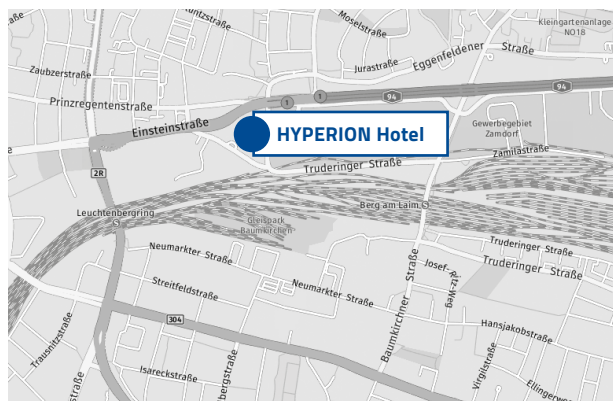 Moselstraße
Kleingartenanlage
NO18
Eggenfeldener Straße
Jurastraße
Zaubzerstraße
94
94
1
1
Prinzregentenstraße
Einsteinstraße
HYPERION Hotel
Gewerbegebiet
Zamdorf
Zamilastraße
Truderinger Straße
2R
Leuchtenbergring
S
Berg am Laim
S
Gleispark
Baumkirchen
Neumarkter Straße
Truderinger Straße
Truderinger Straße
Josef-Ritz-Weg
Streitfeldstraße
Neumarkter Straße
Baumkirchner Straße
304
Hansjakobstraße
Trausnitzstraße
Isareckstraße
Virgilstraße